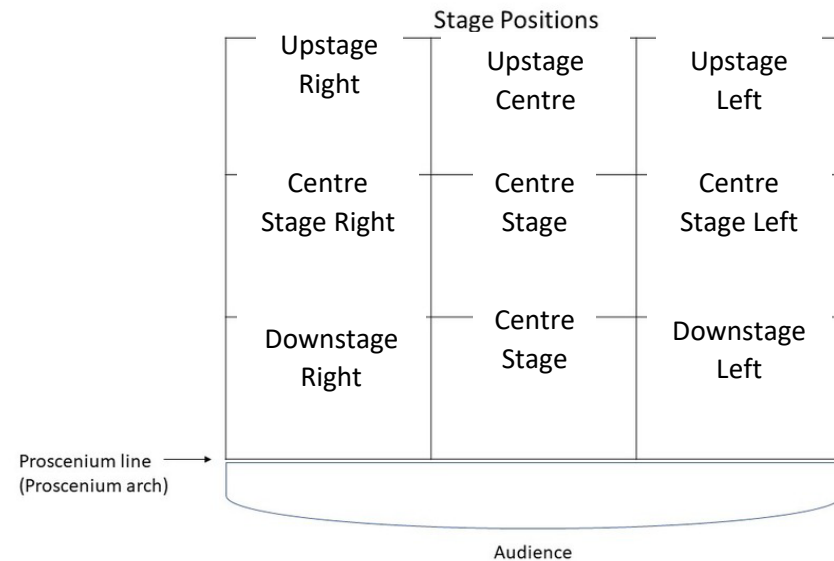 Stage Positions
Upstage
Right
Upstage
Centre
Upstage
Left
Centre
Stage Right
Centre
Stage
Centre
Stage Left
Downstage
Right
Centre
Stage
Downstage
Left
Proscenium line
(Proscenium arch)
Audience